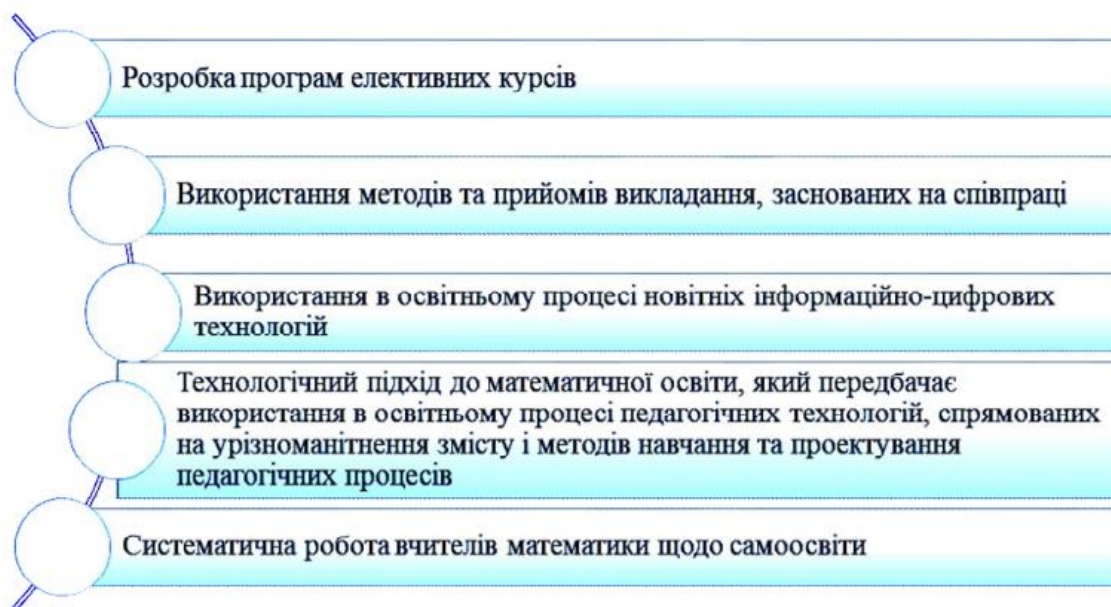 Розробка програм елективних курсів
Використання методів та прийомів викладання, заснованих на співпраці
Використання в освітньому процесі новітніх інформаційно-цифрових
технологій
Технологічний підхід до математичної освіти, який передбачає
використання в освітньому процесі педагогічних технологій, спрямованих
на урізноманітнення змісту і методів навчання та проектування
педагогічних процесів
Систематична робота вчителів математики щодо самоосвіти